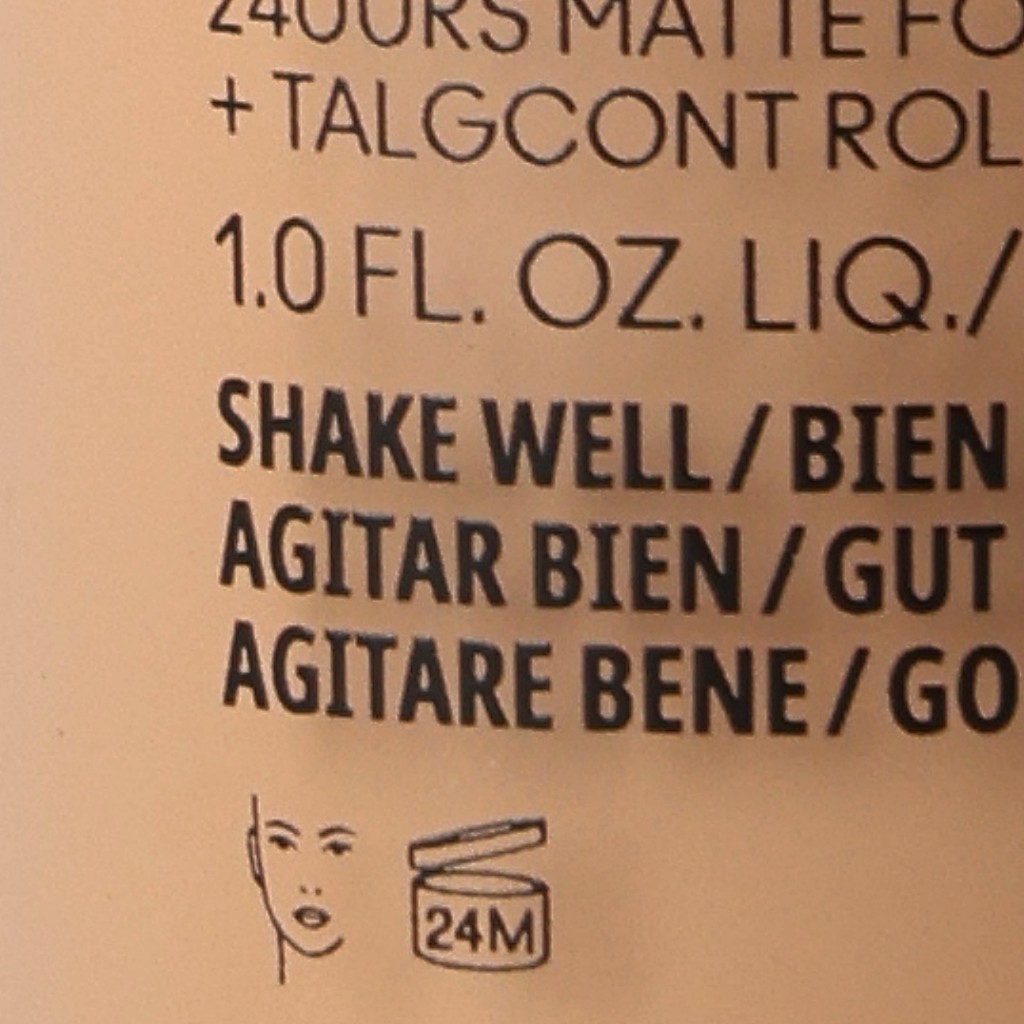 24OURS MATTE FO
+ TALGCONT ROL
1.0 FL. OZ. LIQ./
SHAKE WELL / BIEN
AGITAR BIEN / GUT
AGITARE BENE / GO
24M